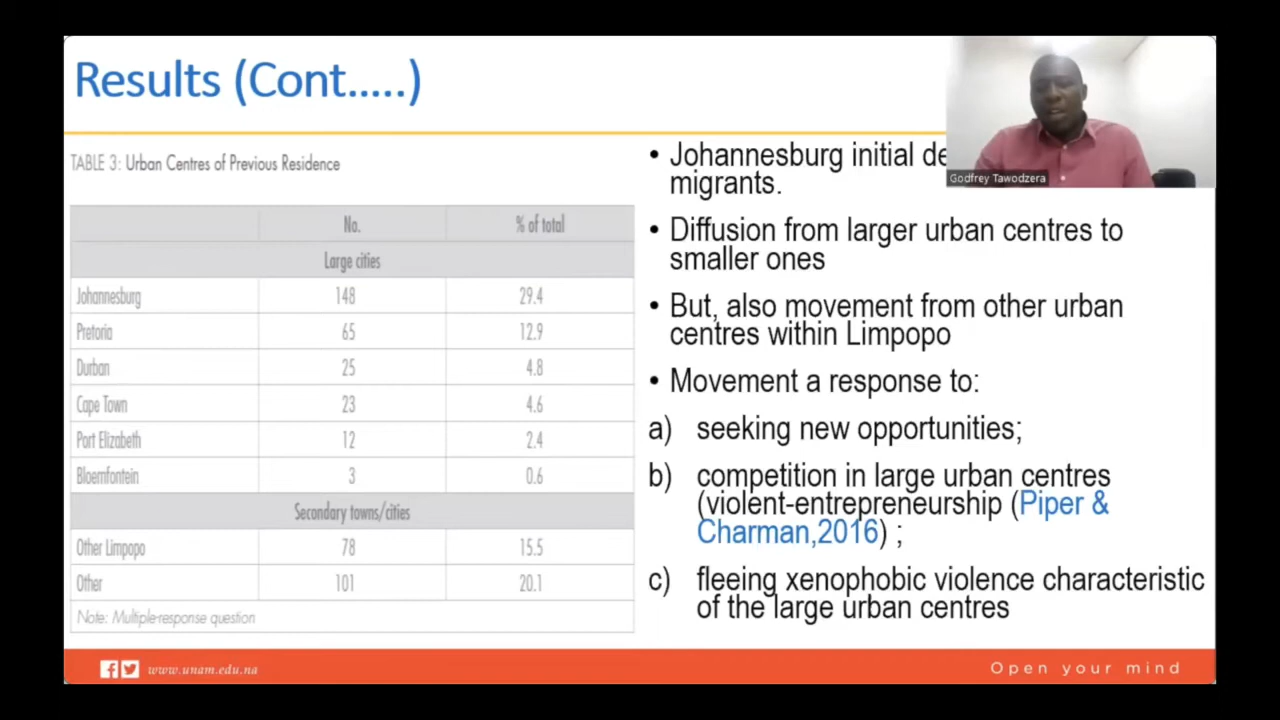 Results (Cont.....)
TABLE 3: Urban Centres of Previous Residence
No. % of total
Large cities
Johannesburg 148 29.4
Pretoria 65 12.9
Durban 25 4.8
Cape Town 23 4.6
Port Elizabeth 12 2.4
Bloemfontein 3 0.6
Secondary towns/cities
Other Limpopo 78 15.5
Other 101 20.1
Note: Multiple-response question
• Johannesburg initial de
migrants.
• Diffusion from larger urban centres to
smaller ones
• But, also movement from other urban
centres within Limpopo
• Movement a response to:
a) seeking new opportunities;
b) competition in large urban centres
(violent-entrepreneurship (Piper &
Charman,2016) ;
c) fleeing xenophobic violence characteristic
of the large urban centres
Godfrey Tawodzera
www.unam.edu.na
Open your mind